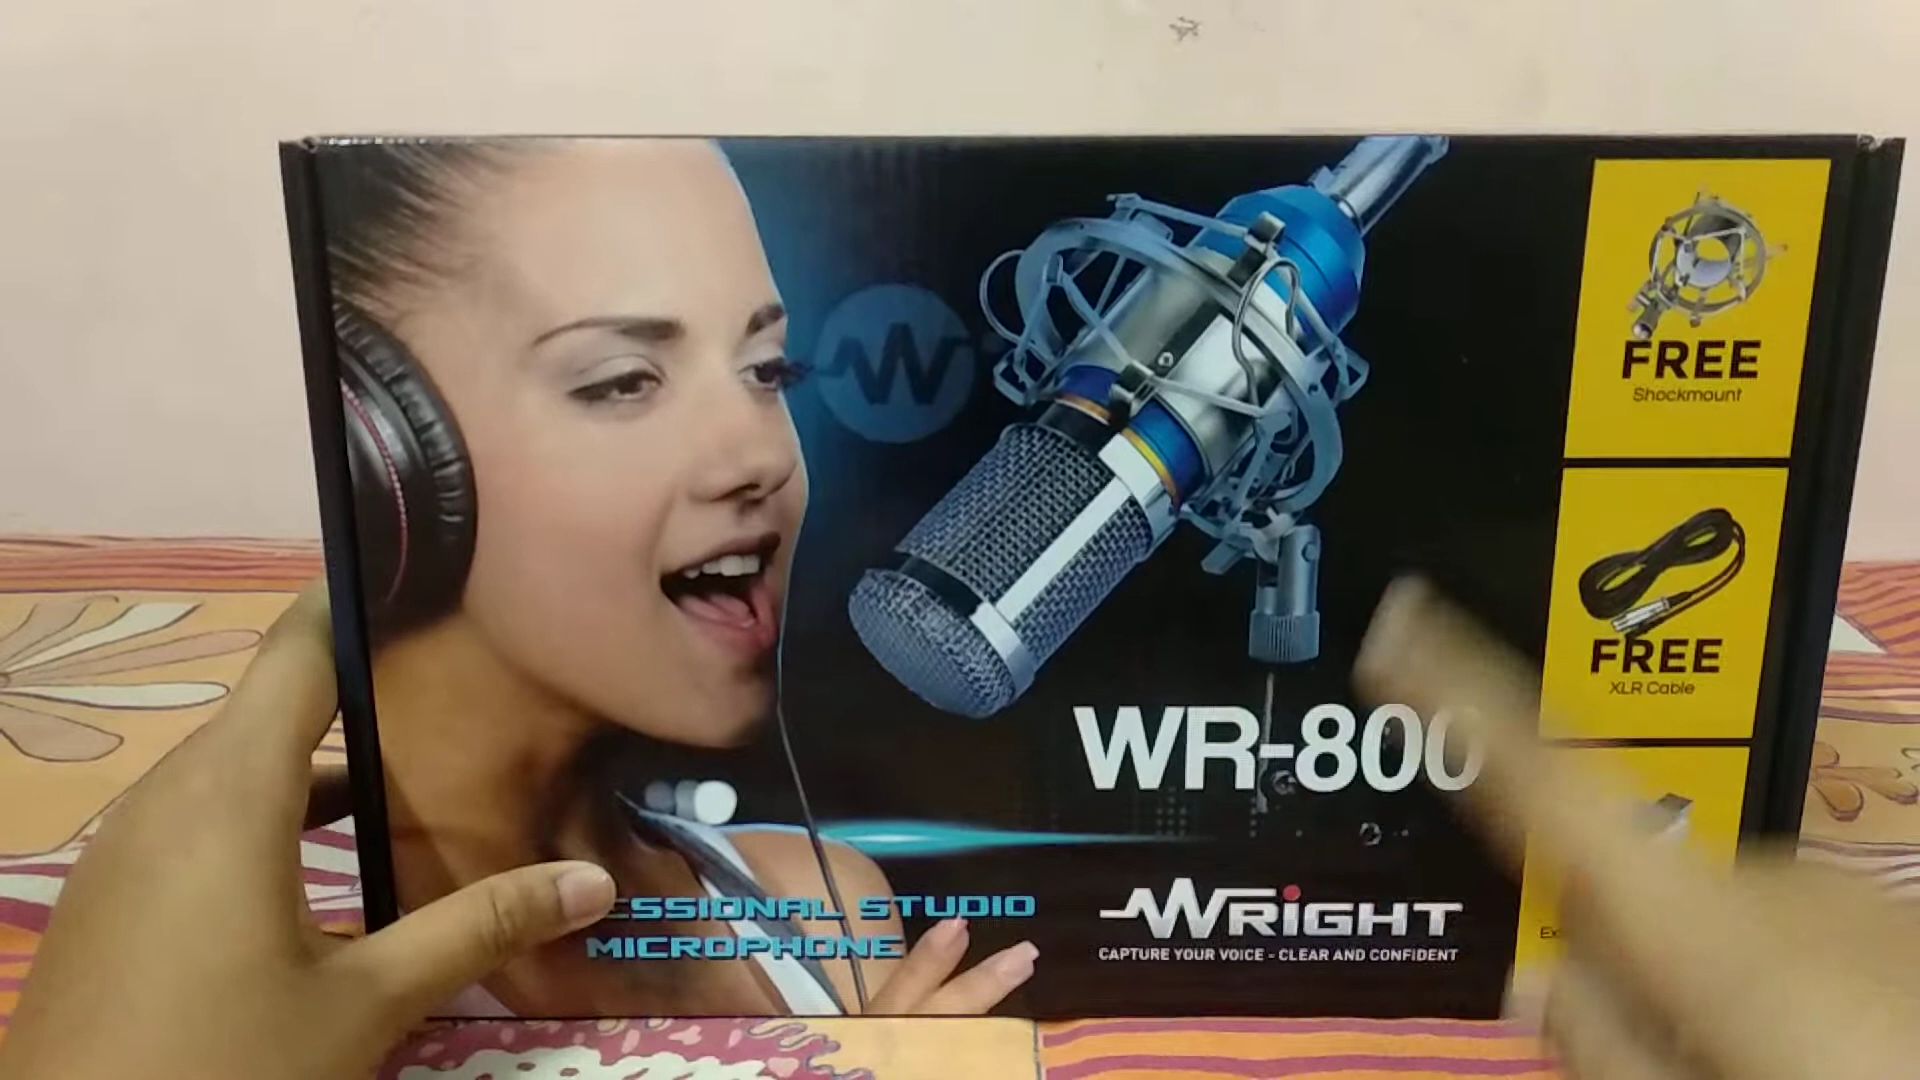 W
FREE
Shockmount
FREE
XLR Cable
WR-800
ESSIONAL STUDIO
MICROPHONE
WRIGHT
CAPTURE YOUR VOICE - CLEAR AND CONFIDENT